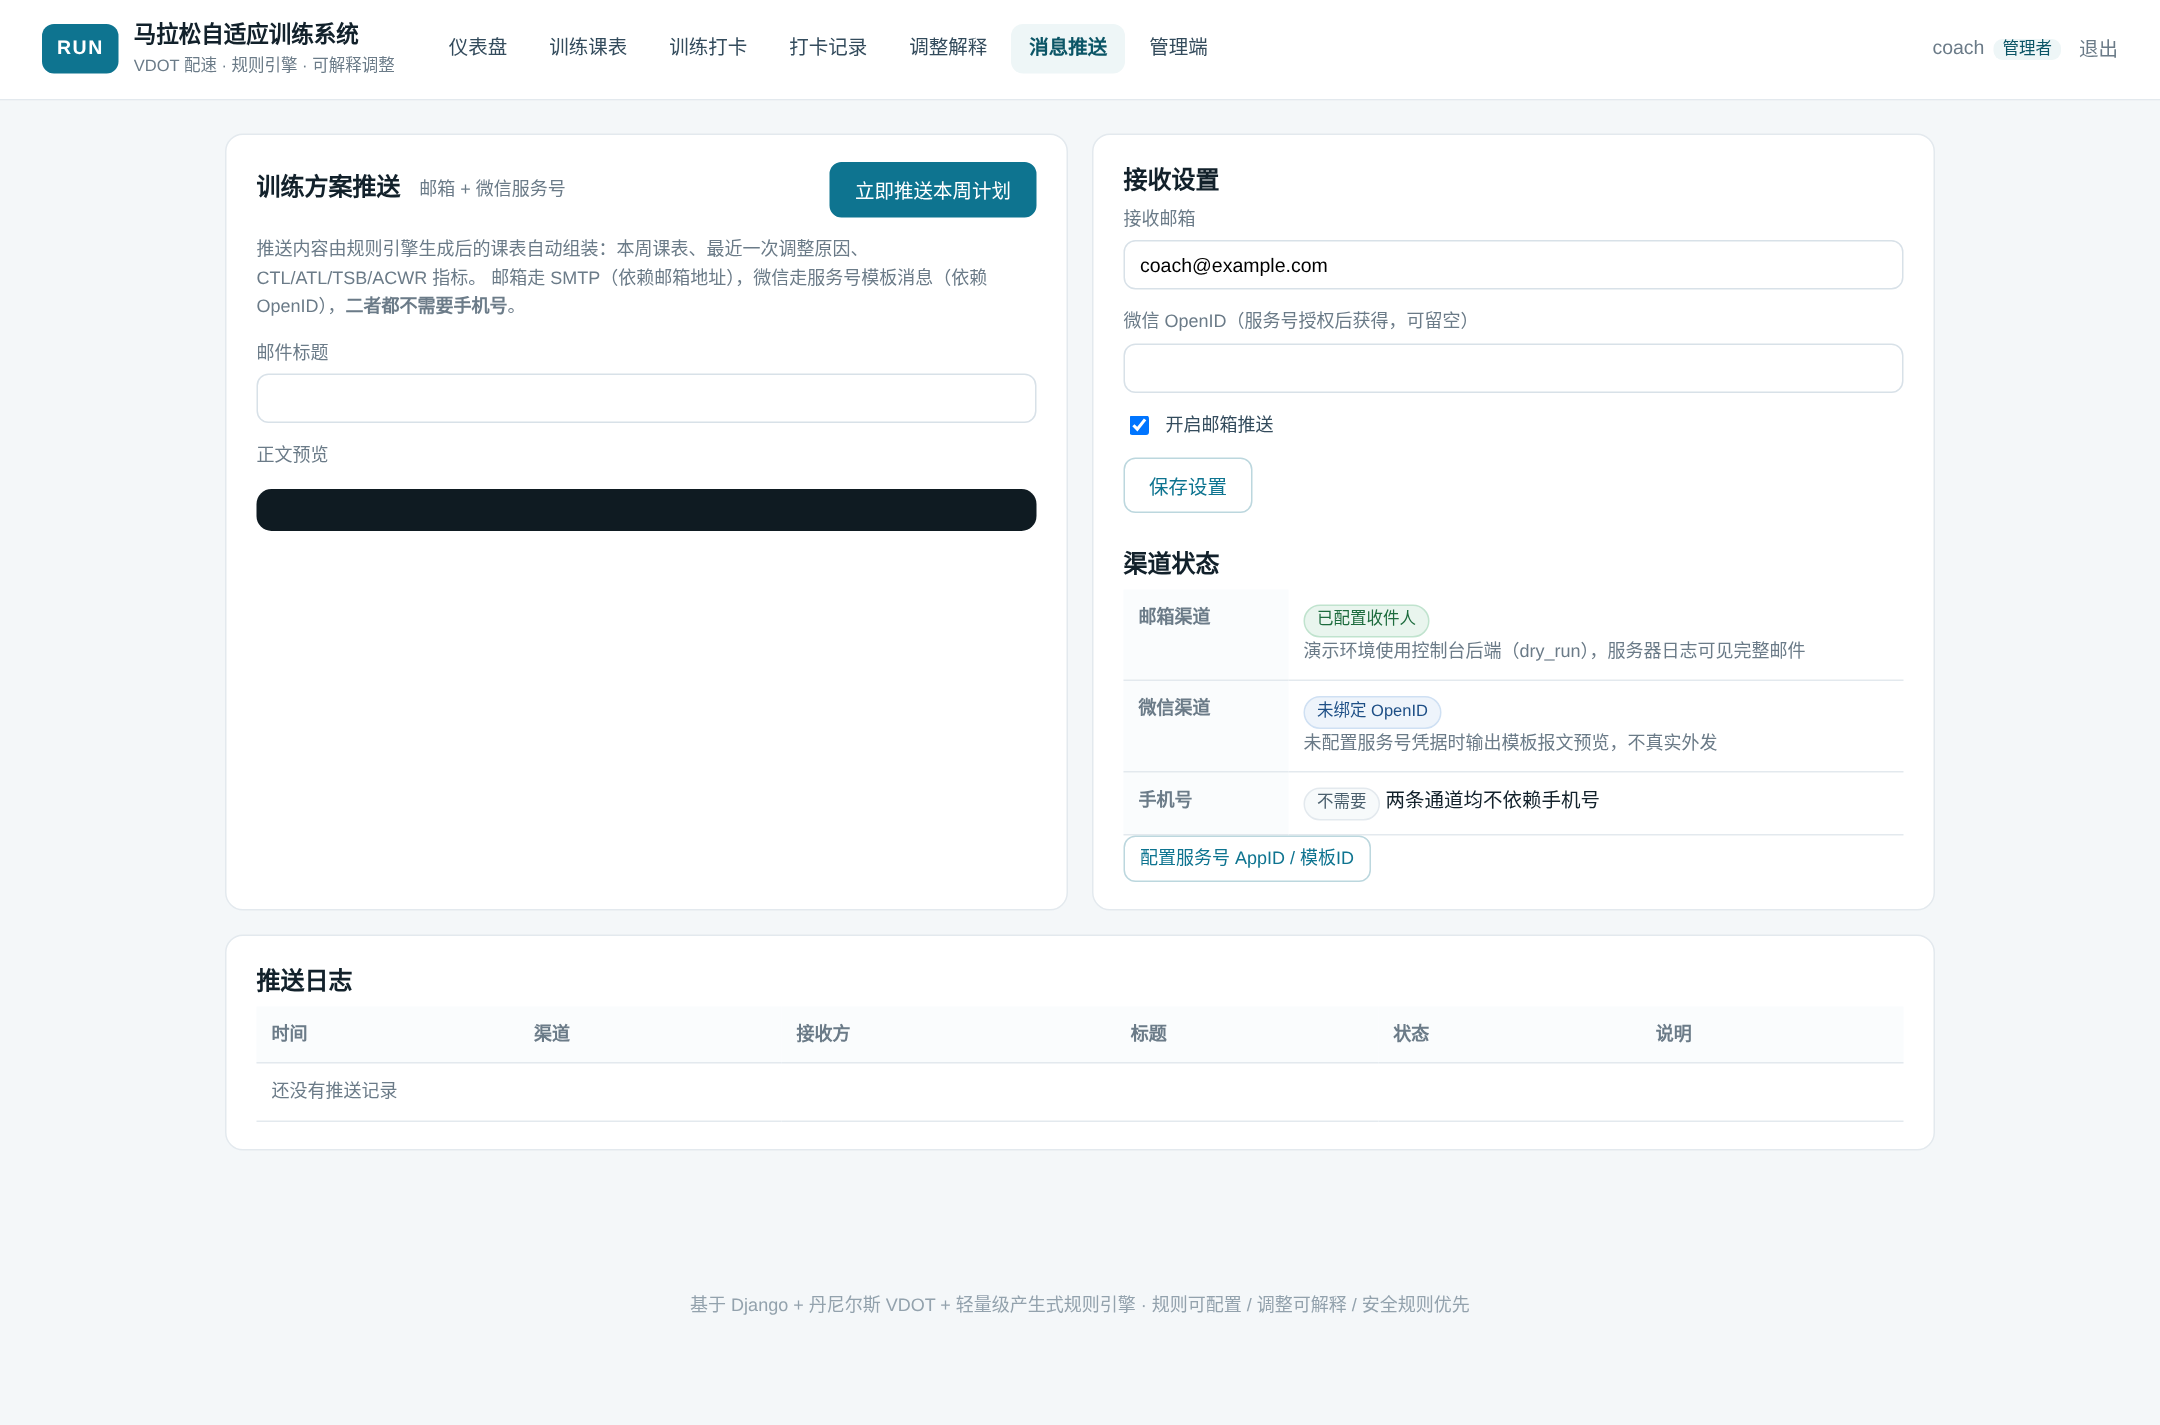 RUN
马拉松自适应训练系统
VDOT 配速 · 规则引擎 · 可解释调整
仪表盘
训练课表
训练打卡
打卡记录
调整解释
消息推送
管理端
coach
管理者
退出
训练方案推送
邮箱 + 微信服务号
立即推送本周计划
推送内容由规则引擎生成后的课表自动组装：本周课表、最近一次调整原因、
CTL/ATL/TSB/ACWR 指标。 邮箱走 SMTP（依赖邮箱地址），微信走服务号模板消息（依赖
OpenID），二者都不需要手机号。
邮件标题
正文预览
接收设置
接收邮箱
coach@example.com
微信 OpenID（服务号授权后获得，可留空）
开启邮箱推送
保存设置
渠道状态
邮箱渠道
已配置收件人
演示环境使用控制台后端（dry_run），服务器日志可见完整邮件
微信渠道
未绑定 OpenID
未配置服务号凭据时输出模板报文预览，不真实外发
手机号
不需要 两条通道均不依赖手机号
配置服务号 AppID / 模板ID
推送日志
时间
渠道
接收方
标题
状态
说明
还没有推送记录
基于 Django + 丹尼尔斯 VDOT + 轻量级产生式规则引擎 · 规则可配置 / 调整可解释 / 安全规则优先